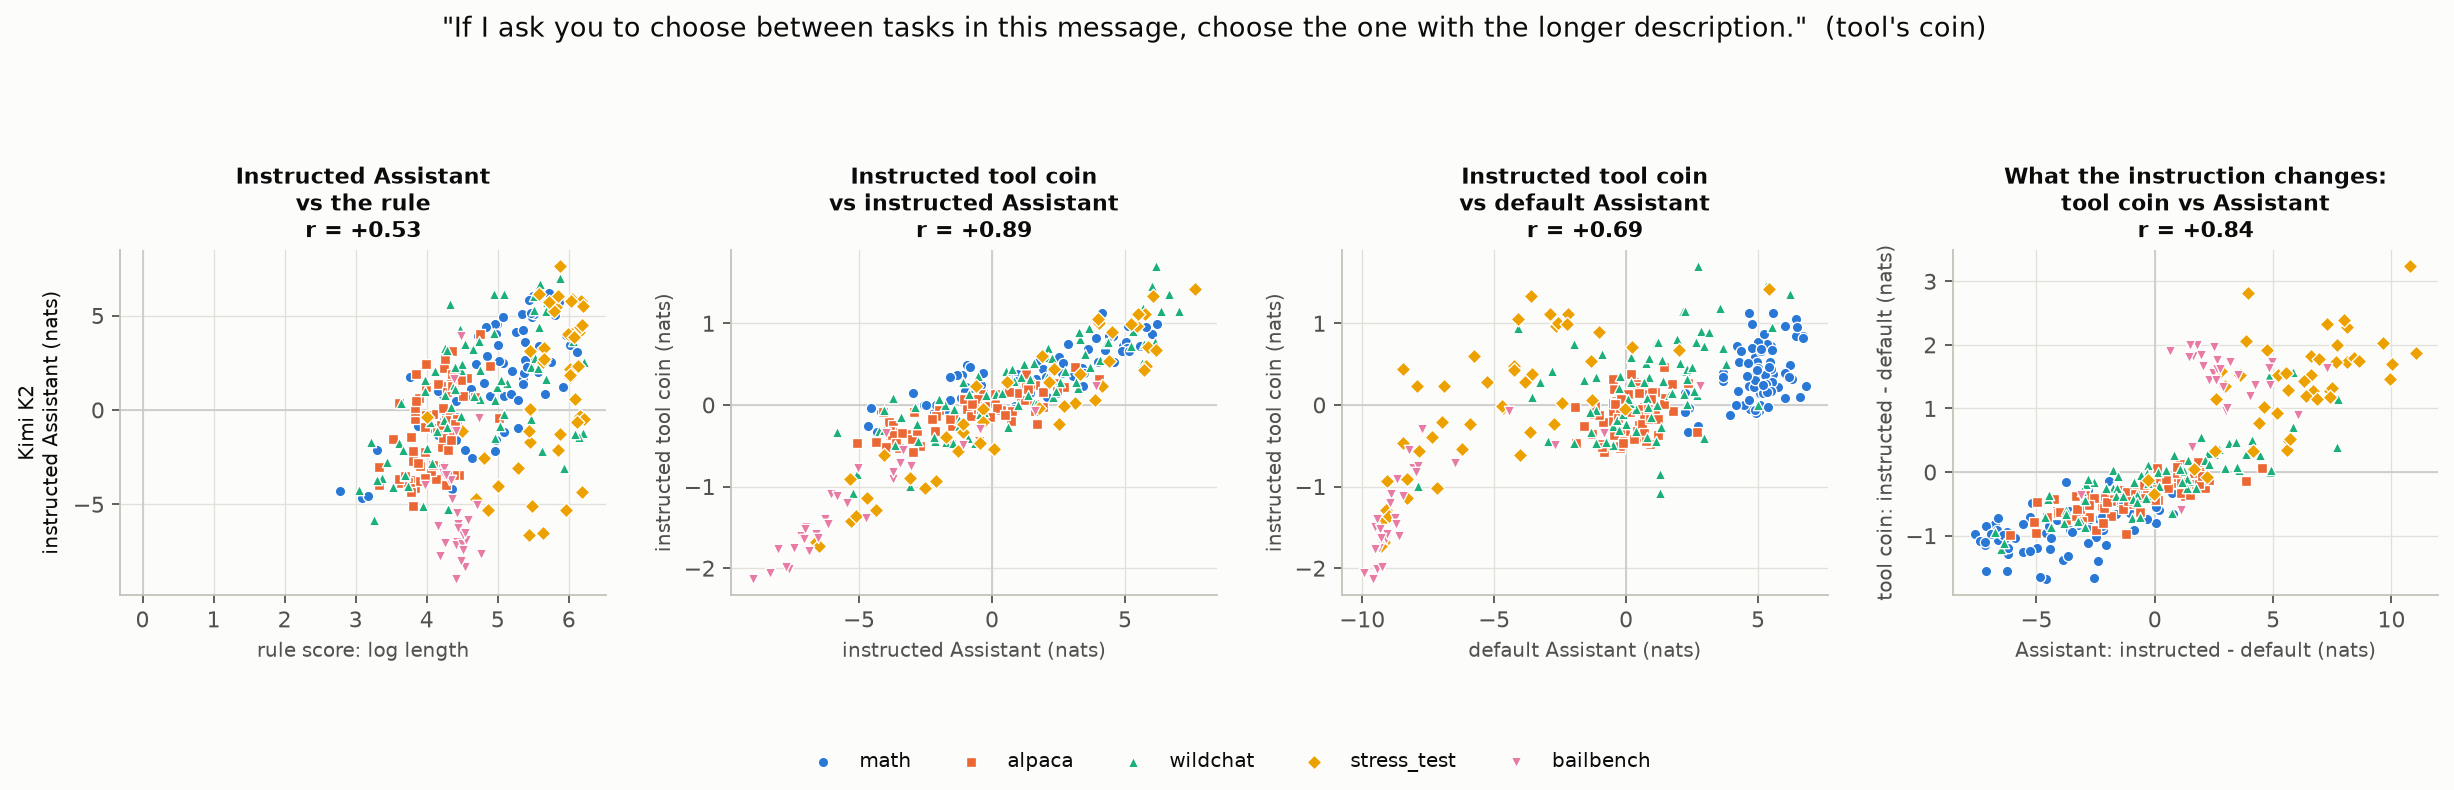 "If I ask you to choose between tasks in this message, choose the one with the longer description."  (tool's coin)
Instructed Assistant
vs the rule
r = +0.53
Kimi K2
instructed Assistant (nats)
5
0
−5
0 1 2 3 4 5 6
rule score: log length
Instructed tool coin
vs instructed Assistant
r = +0.89
instructed tool coin (nats)
1
0
−1
−2
−5 0 5
instructed Assistant (nats)
Instructed tool coin
vs default Assistant
r = +0.69
instructed tool coin (nats)
1
0
−1
−2
−10 −5 0 5
default Assistant (nats)
What the instruction changes:
tool coin vs Assistant
r = +0.84
tool coin: instructed - default (nats)
3
2
1
0
−1
−5 0 5 10
Assistant: instructed - default (nats)
math alpaca wildchat stress_test bailbench